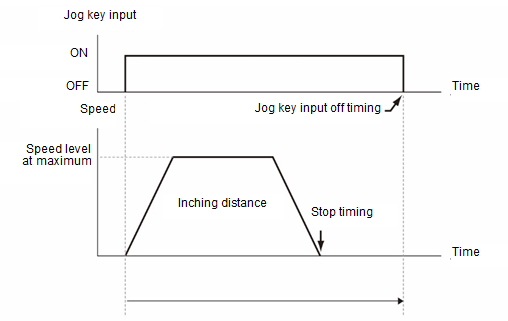 Jog key input
ON
OFF
Time
Speed
Jog key input off timing
Speed level
at maximum
Inching distance
Stop timing
Time